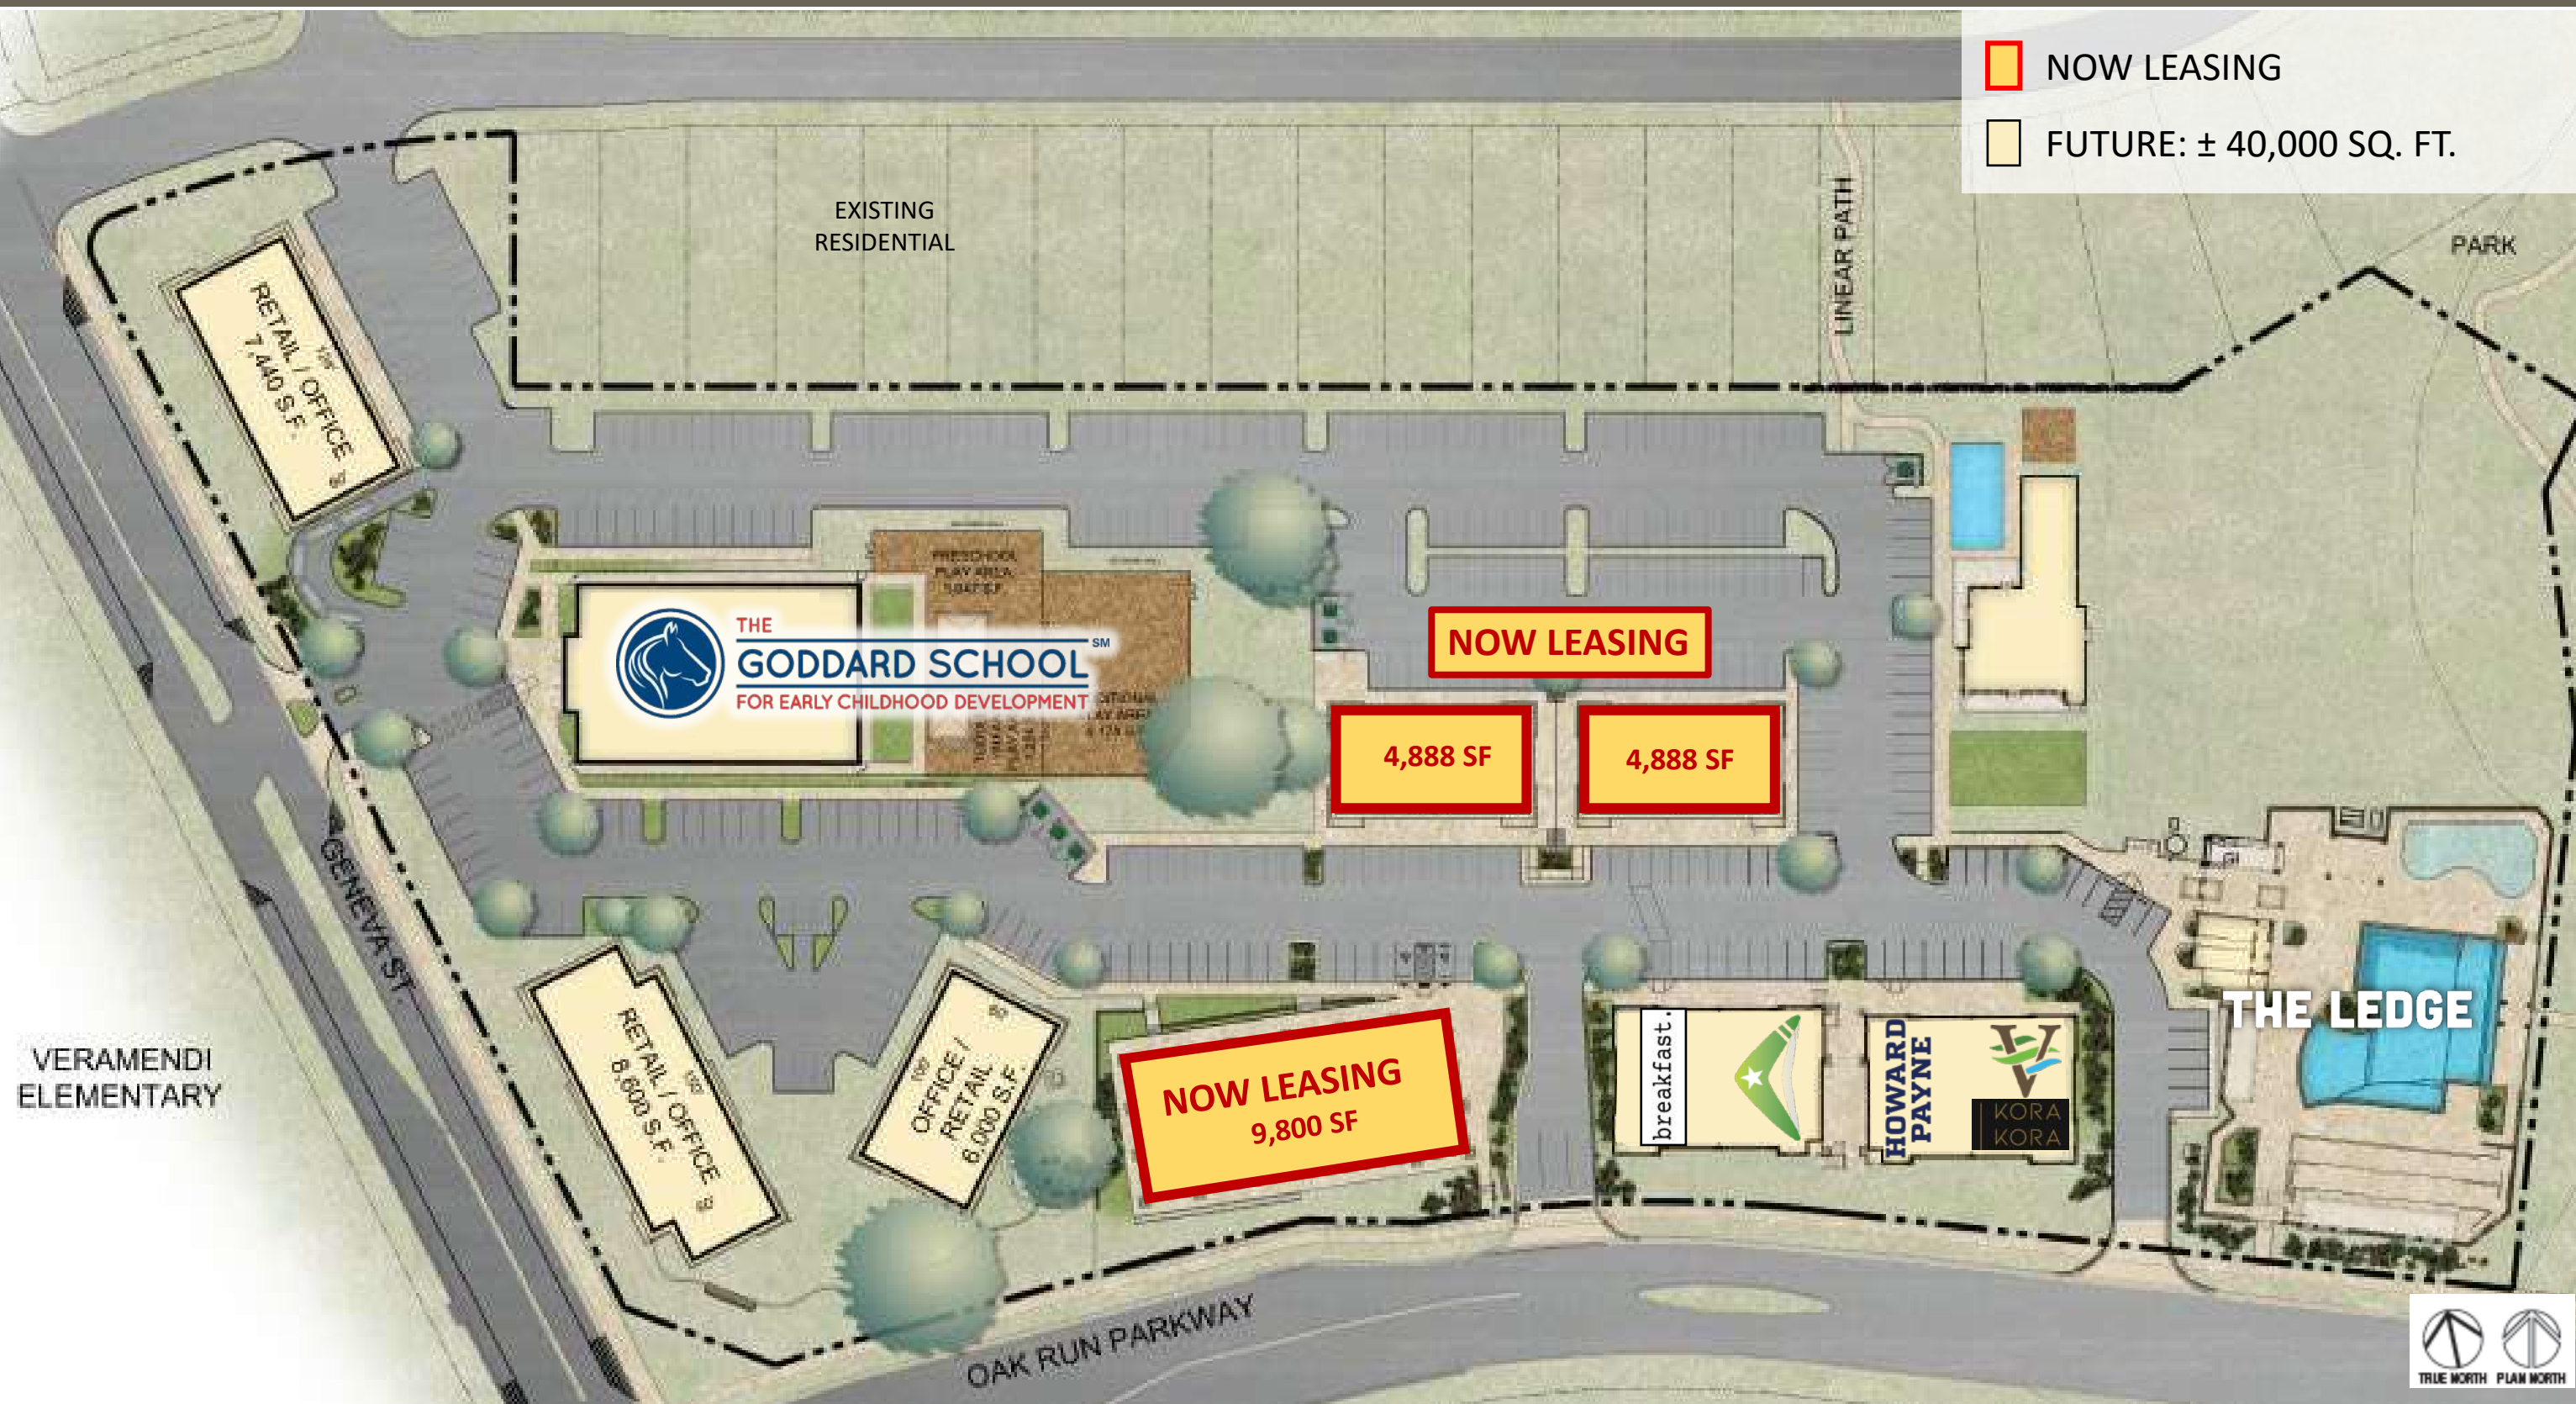 NOW LEASING
FUTURE: ± 40,000 SQ. FT.
EXISTING
RESIDENTIAL
LINEAR PATH
PARK
RETAIL / OFFICE
7,440 S.F.
PRESCHOOL
PLAY AREA
THE
GODDARD SCHOOL SM
FOR EARLY CHILDHOOD DEVELOPMENT
NOW LEASING
4,888 SF
4,888 SF
GENEVA ST.
VERAMENDI
ELEMENTARY
RETAIL / OFFICE
8,600 S.F.
OFFICE /
RETAIL
6,000 S.F.
NOW LEASING
9,800 SF
breakfast.
HOWARD
PAYNE
V
KORA
KORA
THE LEDGE
OAK RUN PARKWAY
TRUE NORTH
PLAN NORTH